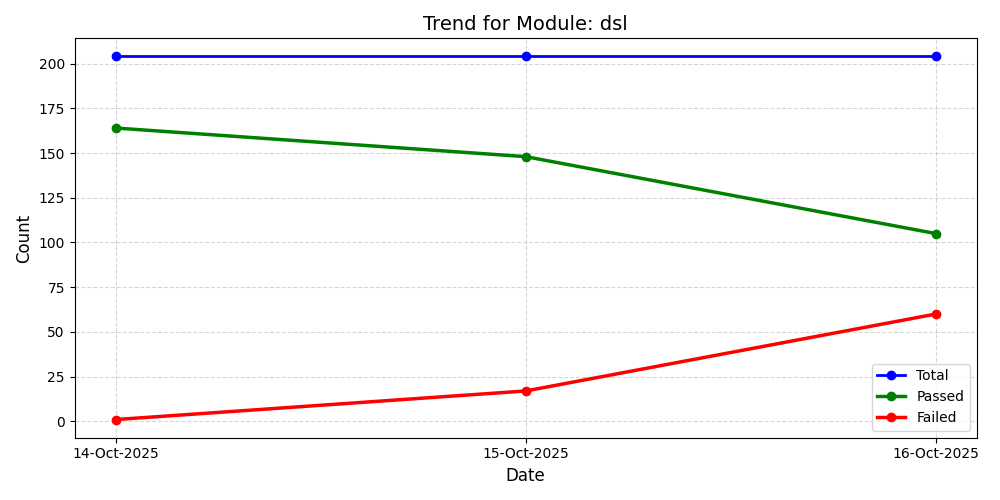 Trend for Module: dsl
Count
200
175
150
125
100
75
50
25
0
14-Oct-2025
15-Oct-2025
16-Oct-2025
Date
Total
Passed
Failed